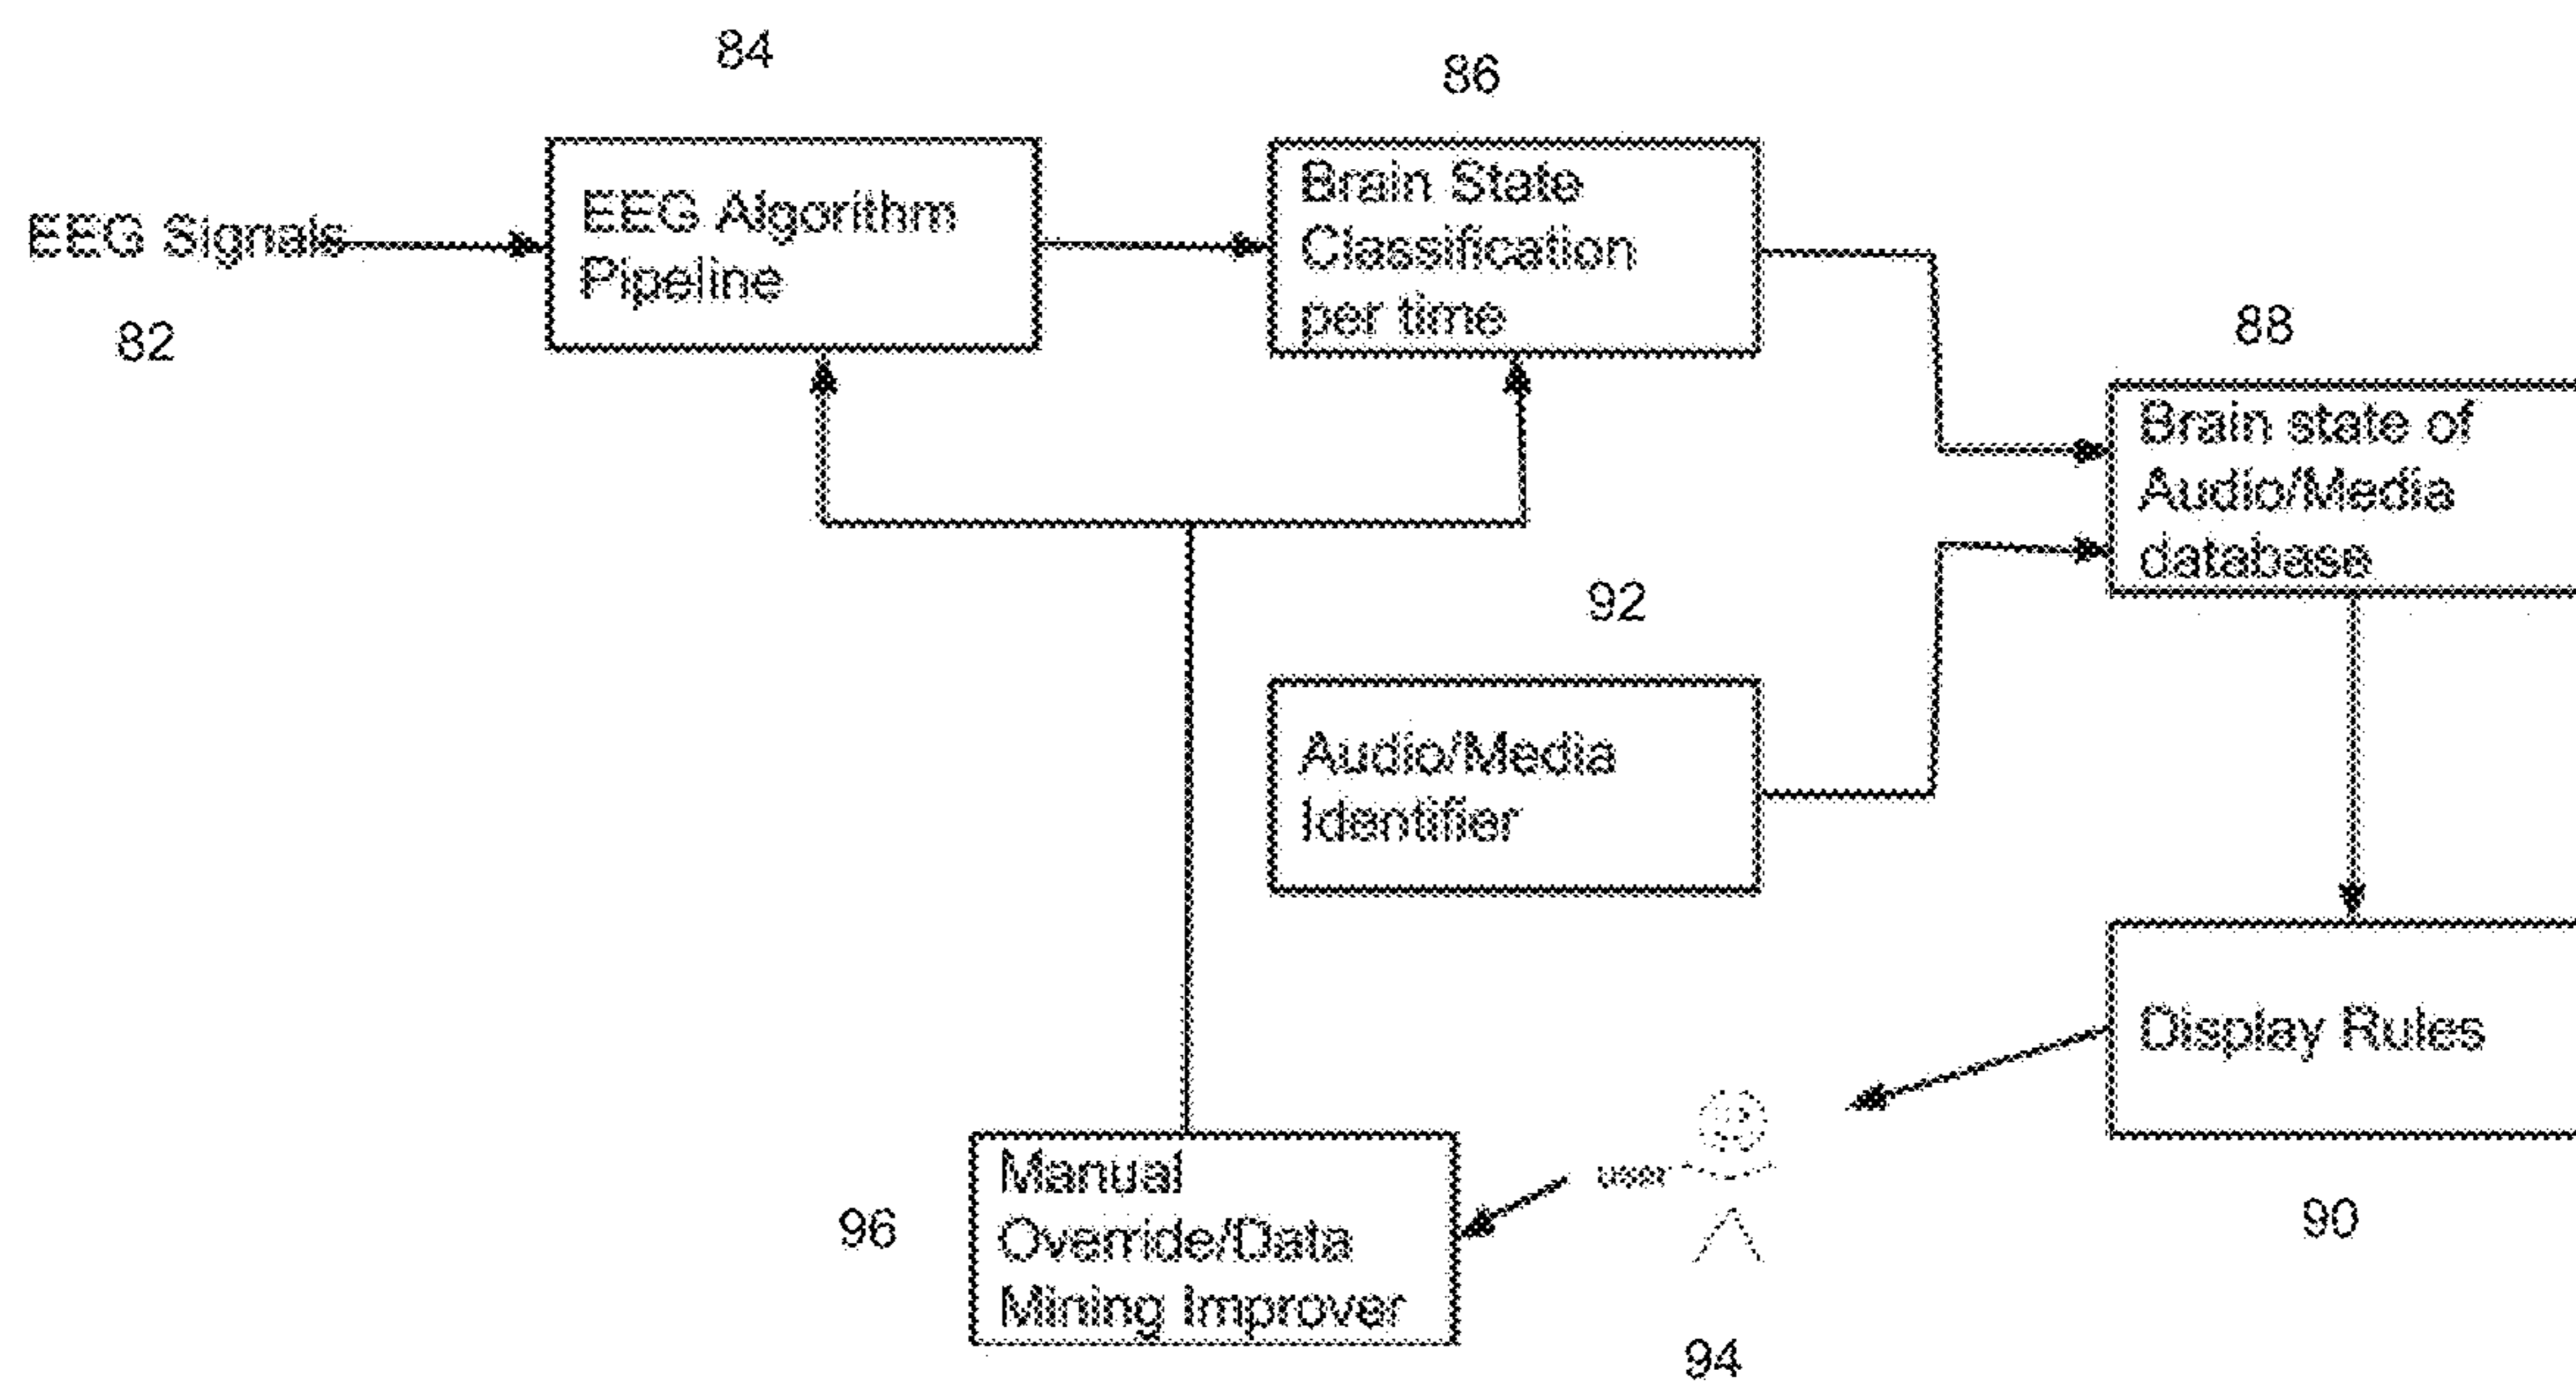 84
86
EEG Signals
82
EEG Algorithm
Pipeline
Brain State
Classification
per time
88
Brain state of
Audio/Media
database
92
Audio/Media
Identifier
Display Rules
90
user
94
96
Manual
Override/Data
Mining Improver